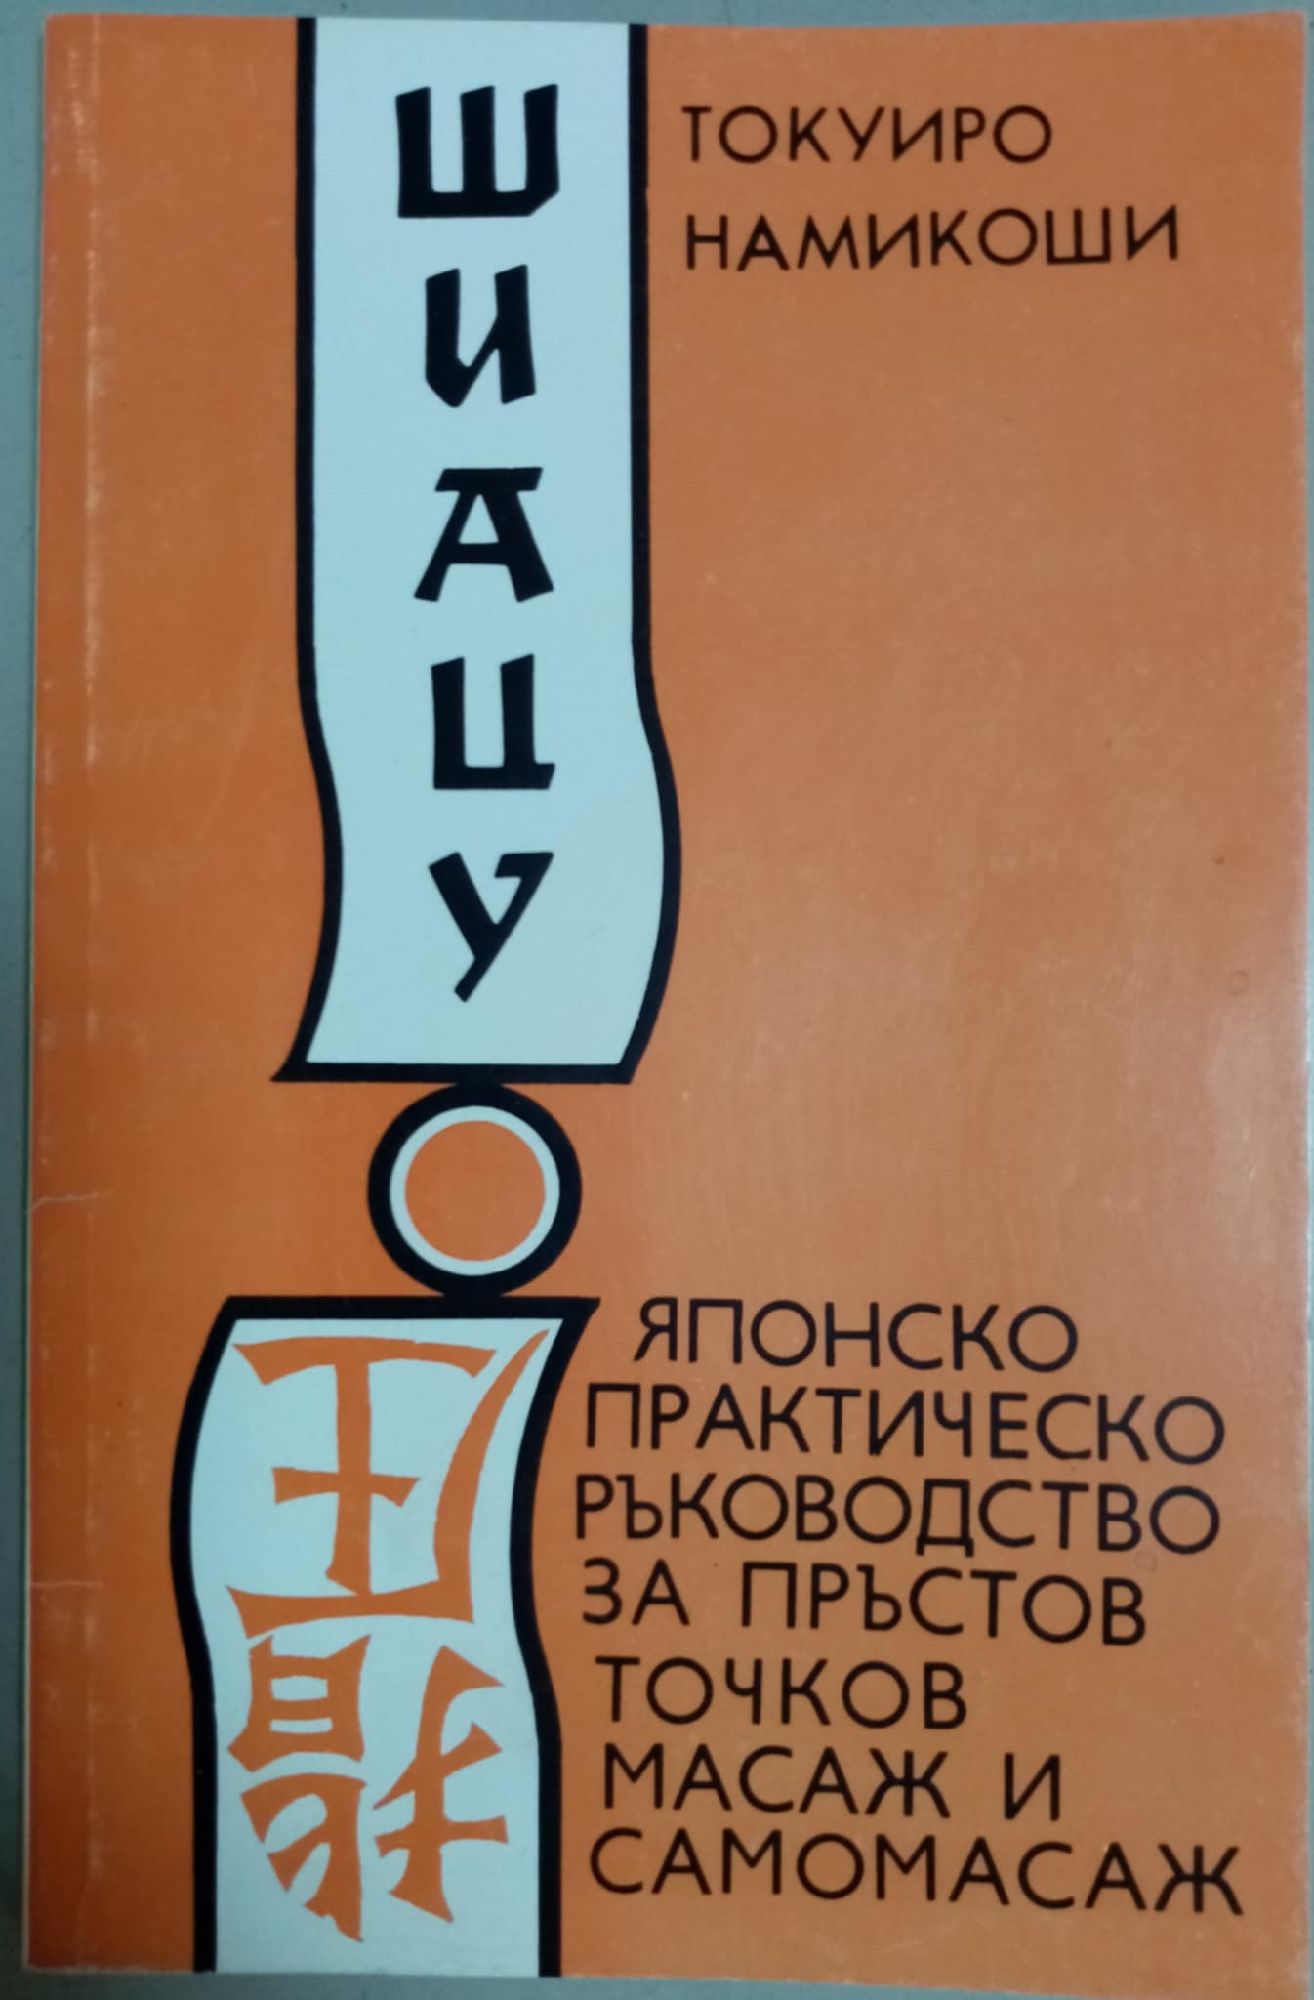 ТОКУИРО
НАМИКОШИ
ШИАЦУ
ЯПОНСКО
ПРАКТИЧЕСКО
РЪКОВОДСТВО
ЗА ПРЪСТОВ
ТОЧКОВ
МАСАЖ И
САМОМАСАЖ